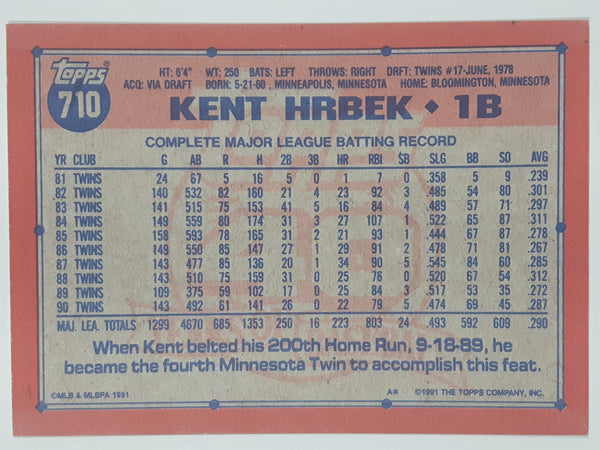 Topps
710
HT: 6'4" WT: 250 BATS: LEFT THROWS: RIGHT DRFT: TWINS #17-JUNE, 1978
ACQ: VIA DRAFT BORN: 5-21-60, MINNEAPOLIS, MINNESOTA HOME: BLOOMINGTON, MINNESOTA
KENT HRBEK • 1B
COMPLETE MAJOR LEAGUE BATTING RECORD
YR CLUB G AB R H 2B 3B HR RBI SB SLG BB SO AVG
81 TWINS 24 67 5 16 5 0 1 7 0 .358 5 9 .239
82 TWINS 140 532 82 160 21 4 23 92 3 .485 54 80 .301
83 TWINS 141 515 75 153 41 5 16 84 4 .489 57 71 .297
84 TWINS 149 559 80 174 31 3 27 107 1 .522 65 87 .311
85 TWINS 158 593 78 165 31 2 21 93 1 .444 67 87 .278
86 TWINS 149 550 85 147 27 1 29 91 2 .478 71 81 .267
87 TWINS 143 477 85 136 20 1 34 90 5 .545 84 60 .285
88 TWINS 143 510 75 159 31 0 25 76 0 .520 67 54 .312
89 TWINS 109 375 59 102 17 0 25 84 3 .517 53 35 .272
90 TWINS 143 492 61 141 26 0 22 79 5 .474 69 45 .287
MAJ. LEA. TOTALS 1299 4670 685 1353 250 16 223 803 24 .493 592 609 .290
When Kent belted his 200th Home Run, 9-18-89, he
became the fourth Minnesota Twin to accomplish this feat.
©MLB & MLBPA 1991 A* ©1991 THE TOPPS COMPANY, INC.